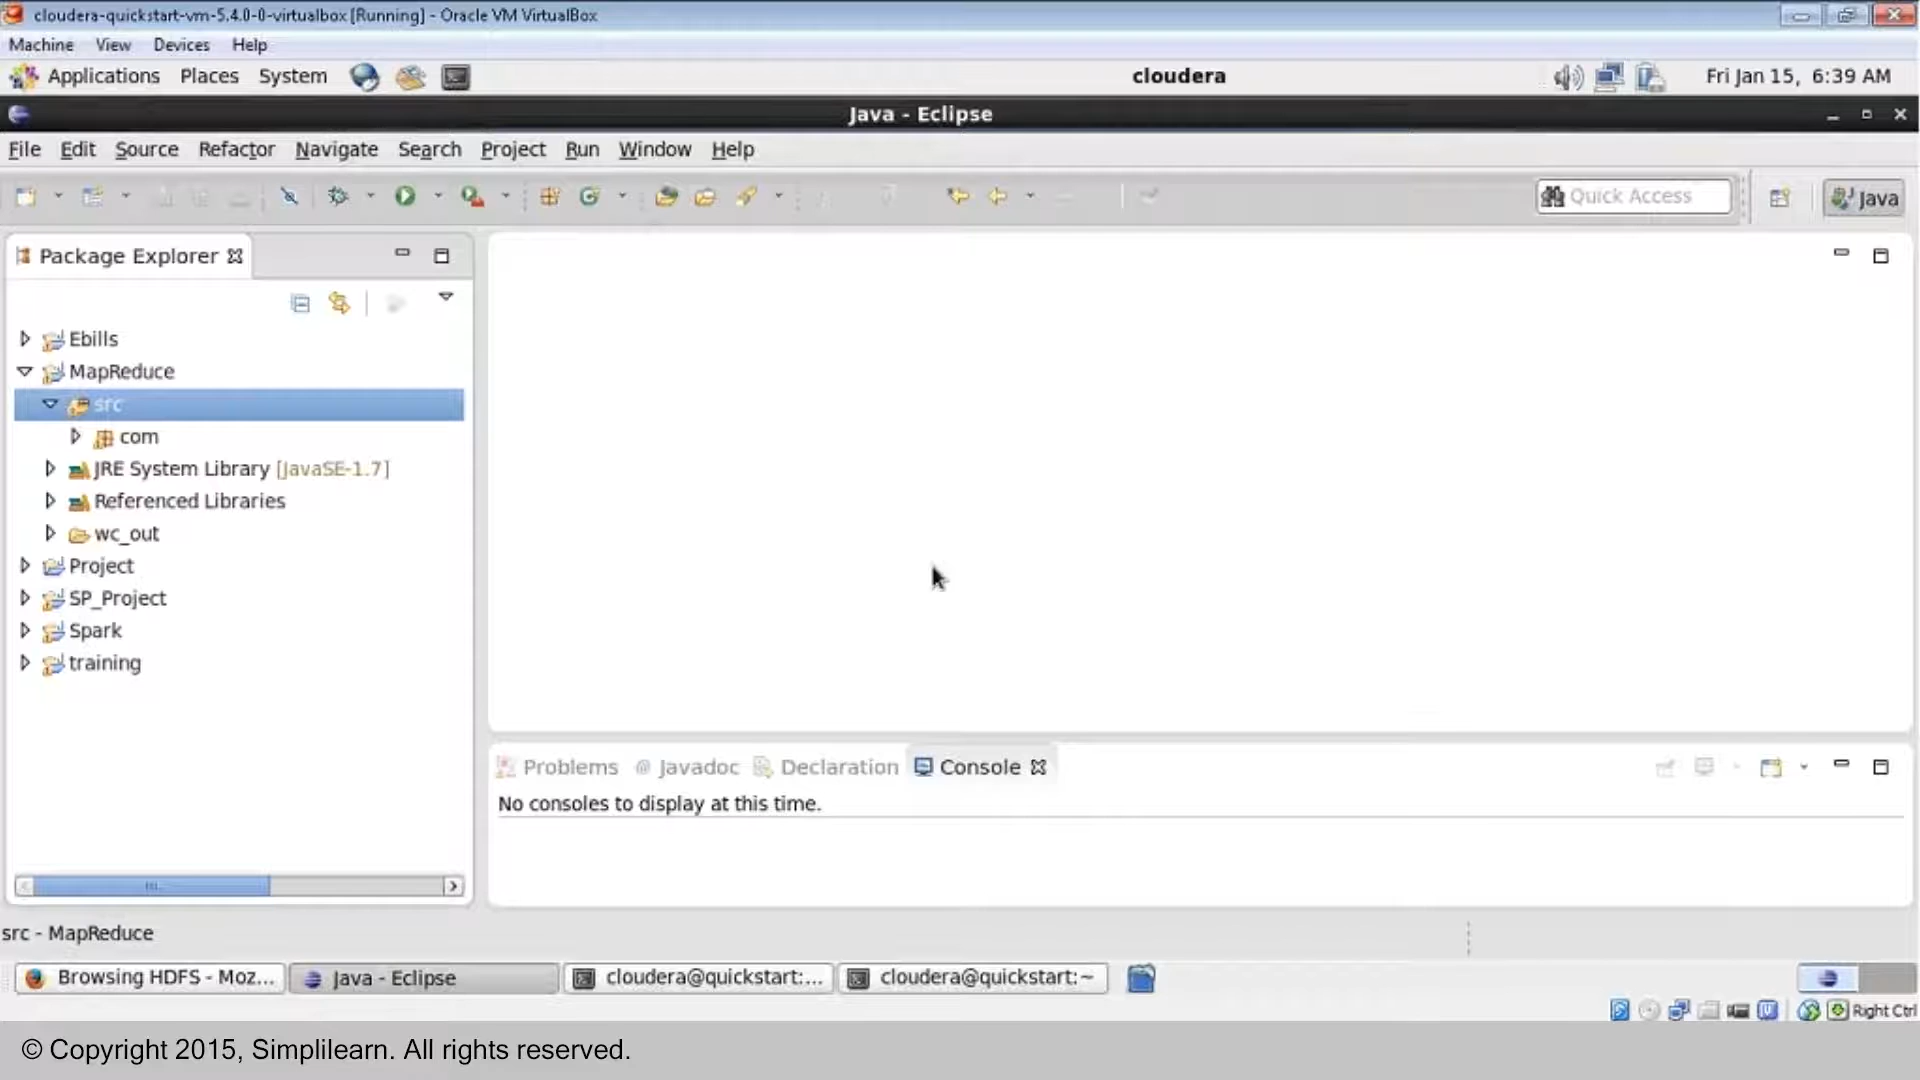 cloudera-quickstart-vm-5.4.0-0-virtualbox [Running] - Oracle VM VirtualBox
Machine View Devices Help
Applications Places System cloudera Fri Jan 15, 6:39 AM
Java - Eclipse
File Edit Source Refactor Navigate Search Project Run Window Help
Quick Access Java
Package Explorer
Ebills
MapReduce
src
com
JRE System Library [JavaSE-1.7]
Referenced Libraries
wc_out
Project
SP_Project
Spark
training
Problems @ Javadoc Declaration Console
No consoles to display at this time.
src - MapReduce
Browsing HDFS - Moz... Java - Eclipse cloudera@quickstart:... cloudera@quickstart:~
Right Ctrl
© Copyright 2015, Simplilearn. All rights reserved.